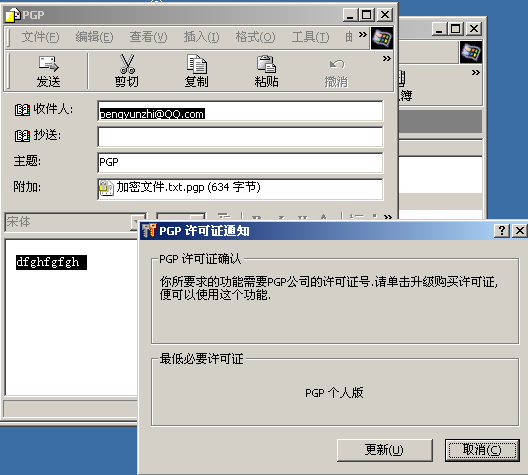 PGP
文件(F) 编辑(E) 查看(V) 插入(I) 格式(O) 工具(T) 由 »
发送 剪切 复制 粘贴 撤消 »
收件人: pengyunzhi@QQ.com
抄送:
主题: PGP
附加: 加密文件.txt.pgp (634 字节)
宋体
dfghfgfgh
簿
»
PGP 许可证通知
PGP 许可证确认
你所要求的功能需要PGP公司的许可证号.请单击升级购买许可证,
便可以使用这个功能.
最低必要许可证
PGP 个人版
更新(U) 取消(C)